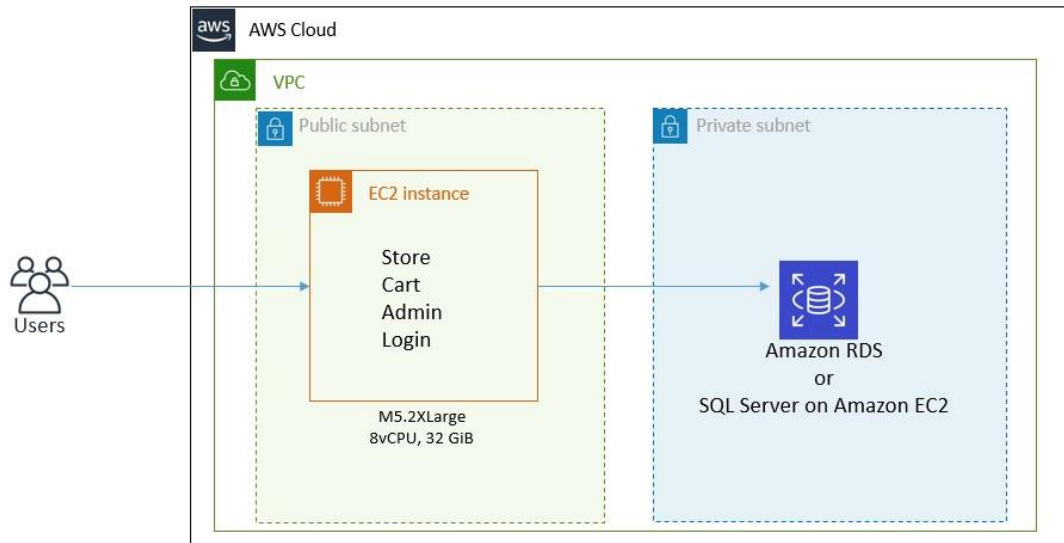 aws
AWS Cloud
VPC
Public subnet
Private subnet
EC2 instance
Store
Cart
Admin
Login
Users
M5.2XLarge
8vCPU, 32 GiB
Amazon RDS
or
SQL Server on Amazon EC2